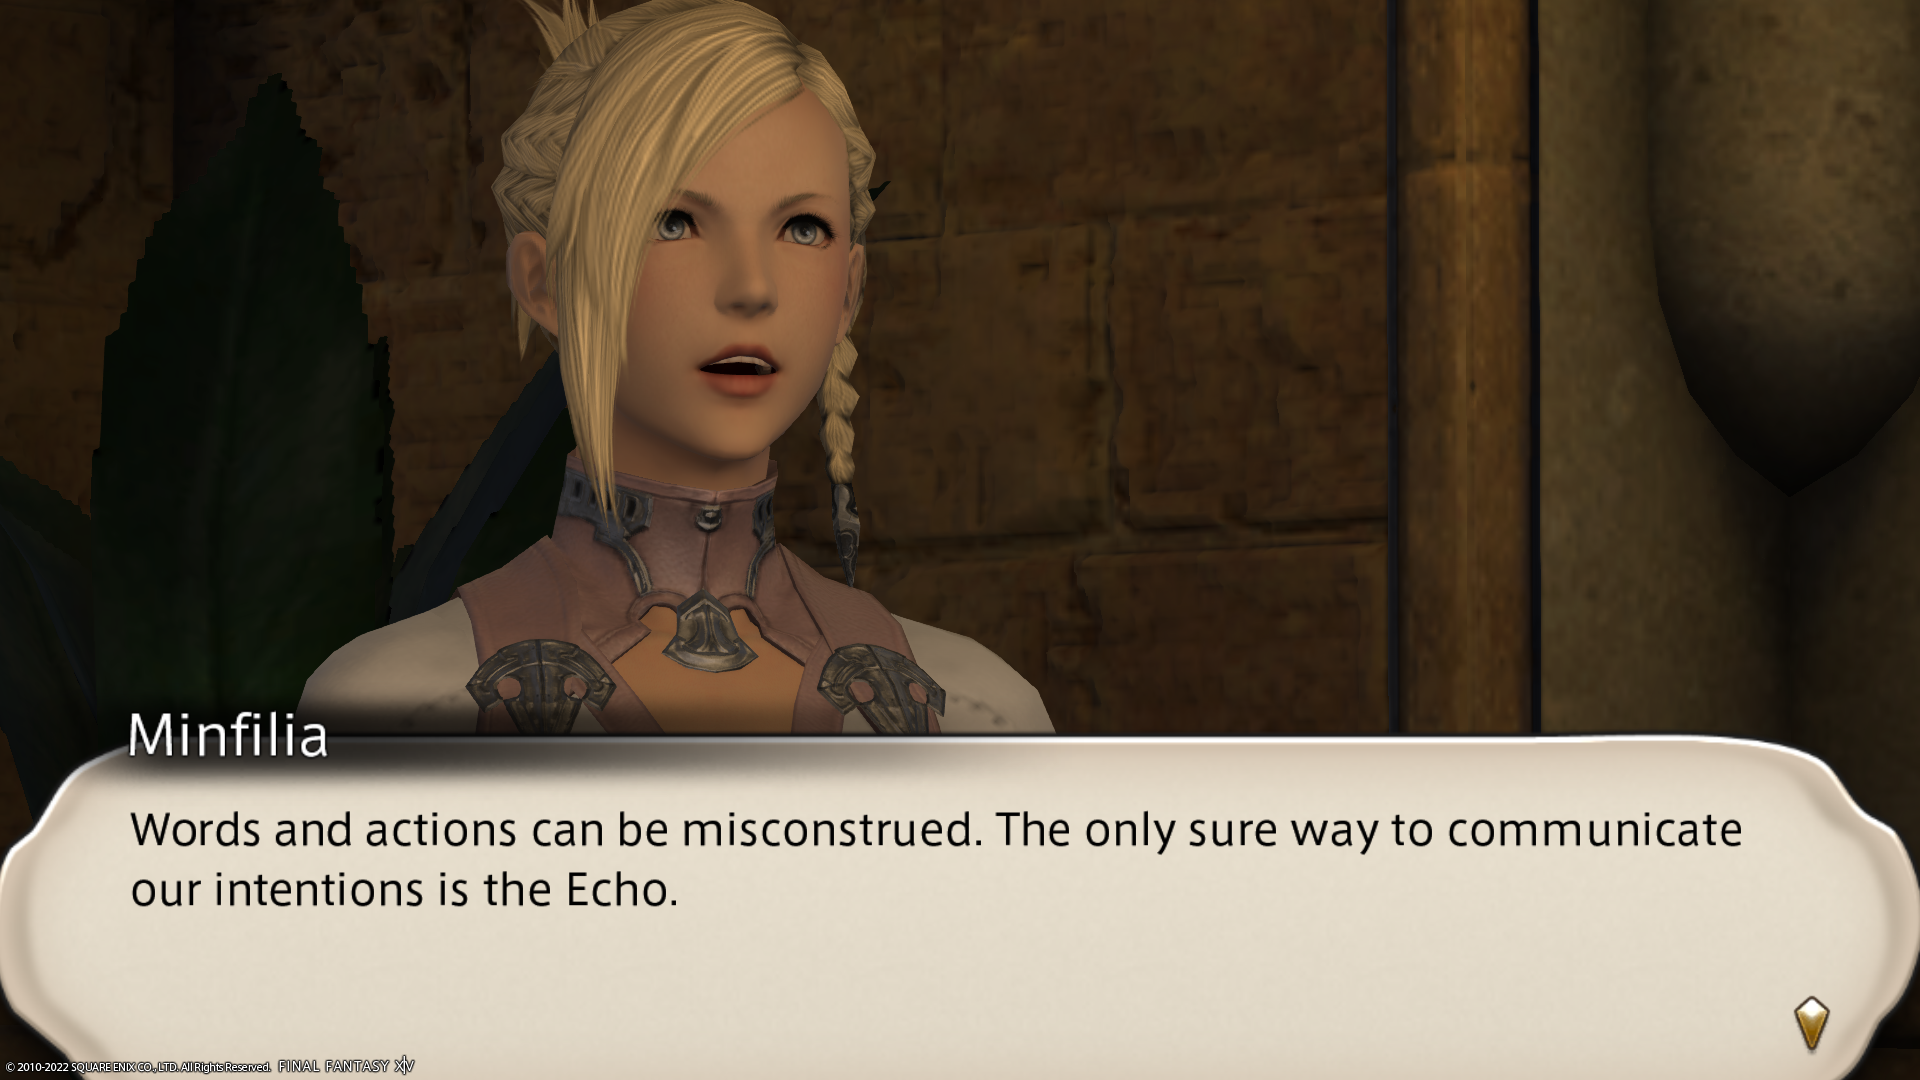 Minfilia
Words and actions can be misconstrued. The only sure way to communicate
our intentions is the Echo.
© 2010-2022 SQUARE ENIX CO., LTD. All Rights Reserved. FINAL FANTASY XIV